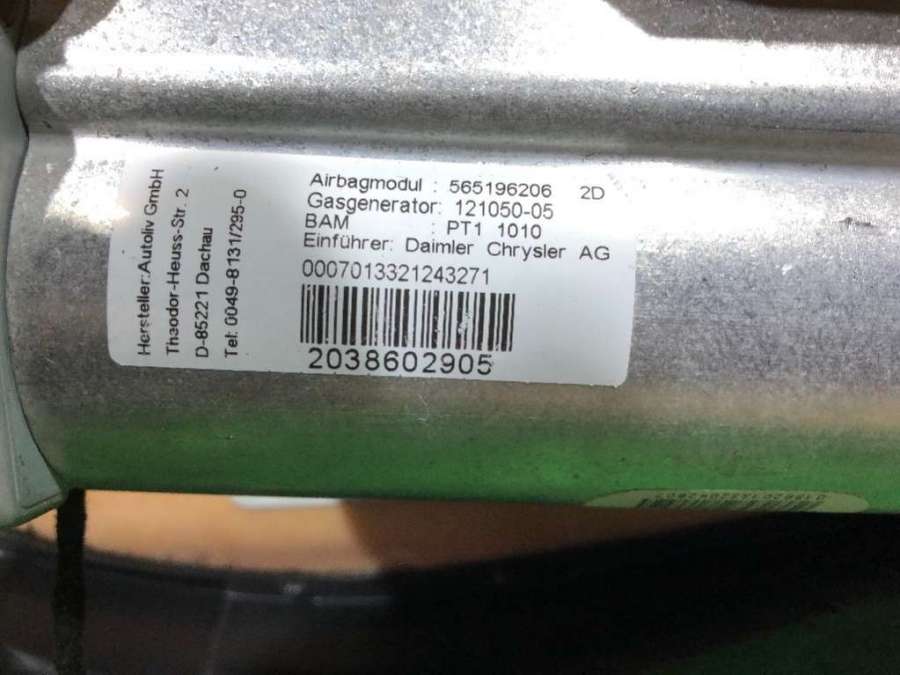 Hersteller:Autoliv GmbH
Theodor-Heuss-Str. 2
D-85221 Dachau
Tel: 0049-8131/295-0
Airbagmodul : 565196206 2D
Gasgenerator: 121050-05
BAM : PT1 1010
Einführer: Daimler Chrysler AG
0007013321243271
2038602905